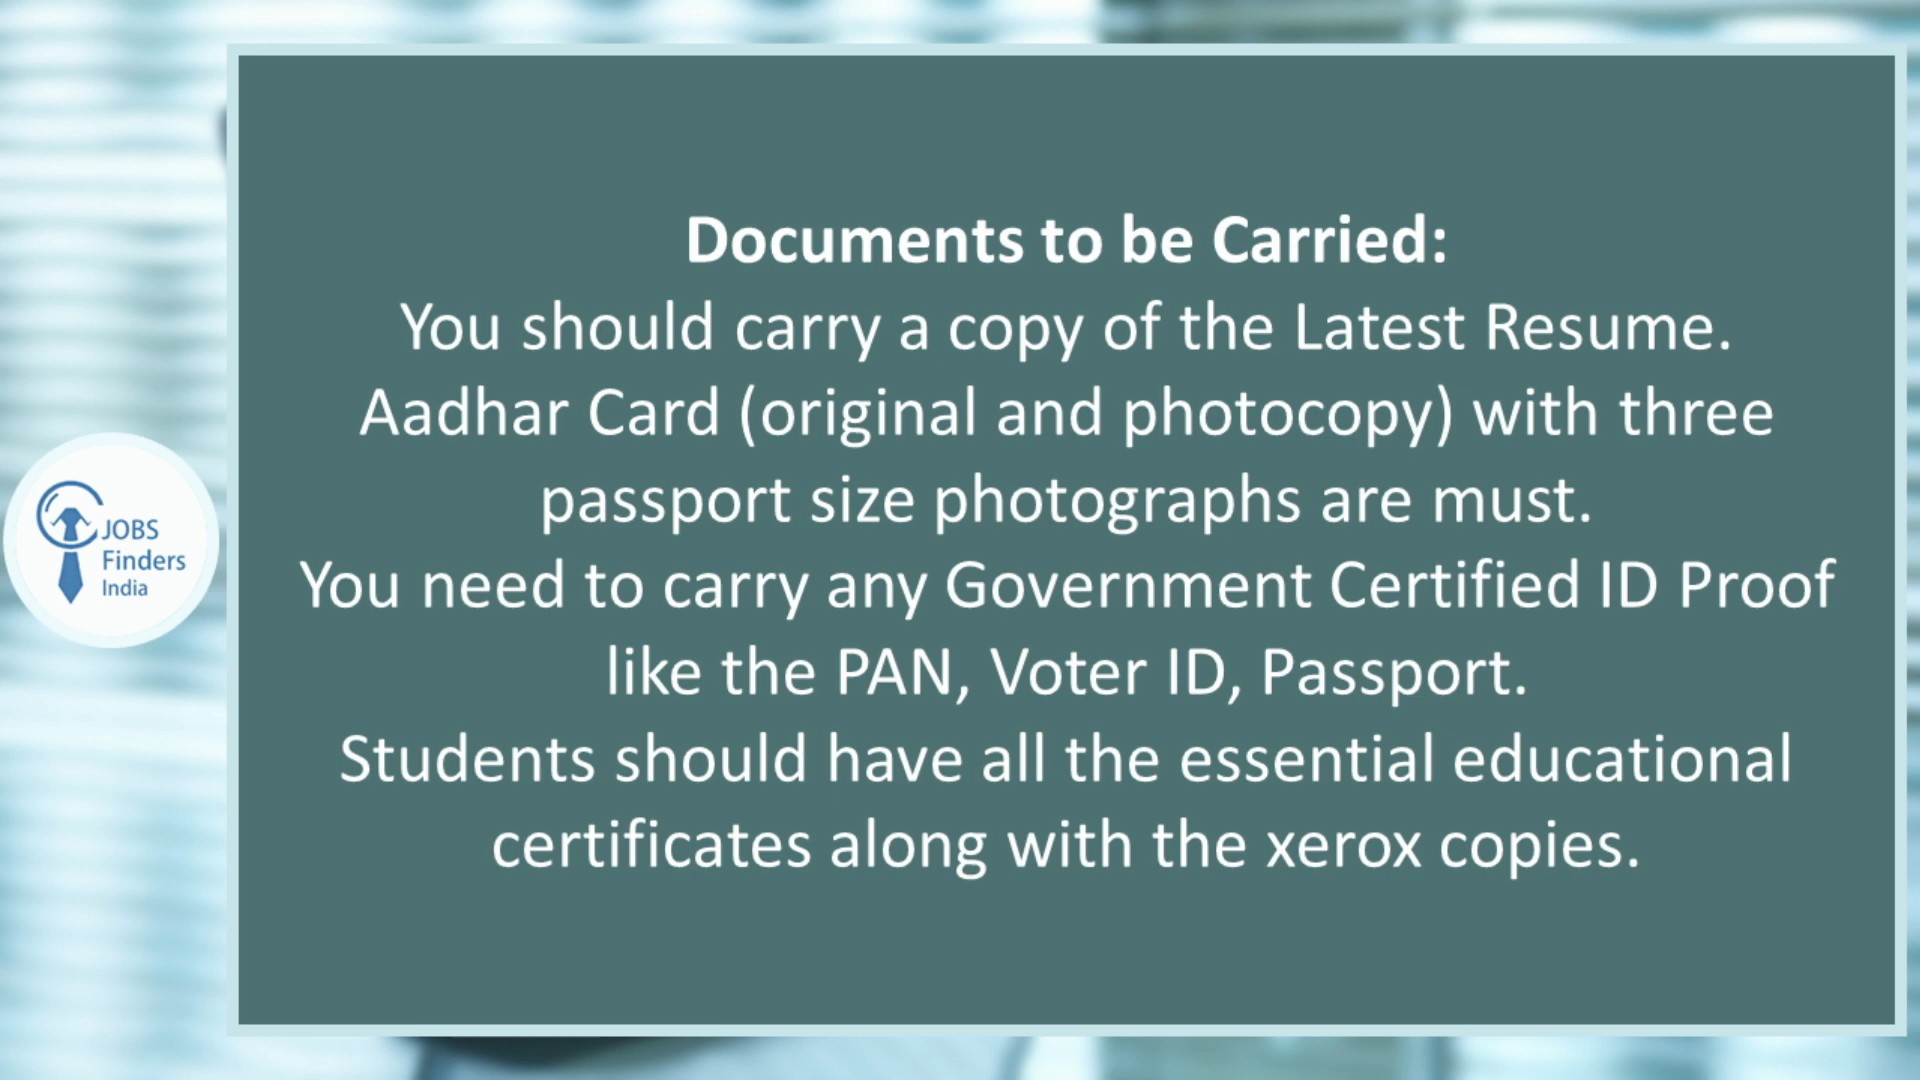 Documents to be Carried:
You should carry a copy of the Latest Resume.
Aadhar Card (original and photocopy) with three
passport size photographs are must.
You need to carry any Government Certified ID Proof
like the PAN, Voter ID, Passport.
Students should have all the essential educational
certificates along with the xerox copies.
JOBS
Finders
India